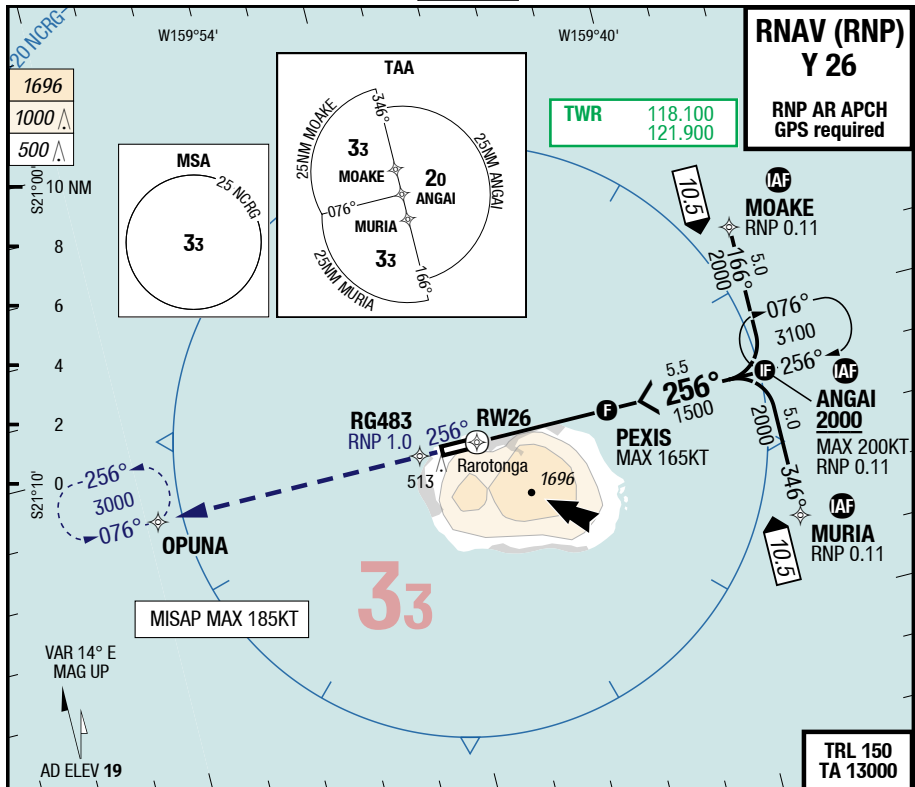 20 NCRG
W159°54'
W159°40'
RNAV (RNP)
Y 26
RNP AR APCH
GPS required
1696
1000
500
TWR 118.100
121.900
MSA
25 NCRG
33
TAA
25NM MOAKE
346°
33
MOAKE
20
ANGAI
25NM ANGAI
076°
MURIA
33
25NM MURIA
166°
S21°00'
10 NM
8
6
4
2
0
S21°10'
10.5
IAF
MOAKE
RNP 0.11
5.0
166°
2000
076°
3100
256°
IF
IAF
ANGAI
2000
MAX 200KT
RNP 0.11
5.5
256°
1500
F
PEXIS
MAX 165KT
5.0
2000
346°
IAF
MURIA
RNP 0.11
10.5
RG483
RNP 1.0
256°
RW26
Rarotonga
513
1696
256°
3000
076°
OPUNA
33
MISAP MAX 185KT
VAR 14° E
MAG UP
AD ELEV 19
TRL 150
TA 13000